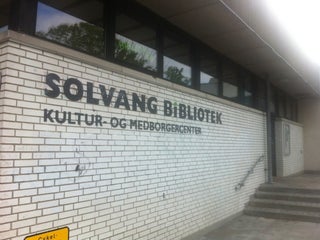 SOLVANG BiBLIOTEK
KULTUR- OG MEDBORGERCENTER